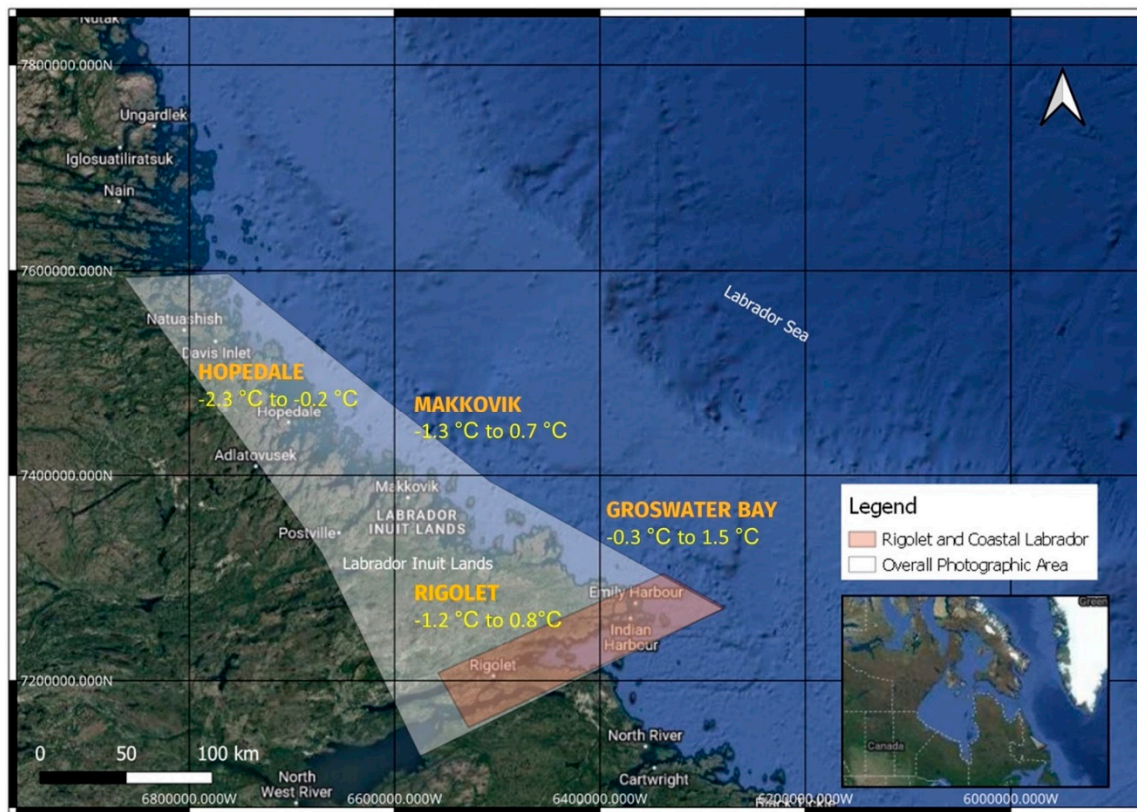 Nutak
7800000.000N
Ungardlek
Iglosuatiliratsuk
Nain
7600000.000N
Labrador Sea
Natuashish
Davis Inlet
HOPEDALE
-2.3 °C to -0.2 °C
Hopedale
MAKKOVIK
-1.3 °C to 0.7 °C
Adlatovusek
7400000.000N
Makkovik
LABRADOR
INUIT LANDS
Postville
Labrador Inuit Lands
GROSWATER BAY
-0.3 °C to 1.5 °C
RIGOLET
-1.2 °C to 0.8°C
Emily Harbour
Indian
Harbour
Rigolet
7200000.000N
Legend
Rigolet and Coastal Labrador
Overall Photographic Area
Green
Canada
0 50 100 km
North
West River
North River
Cartwright
6800000.000W 6600000.000W 6400000.000W 6200000.000W 6000000.000W